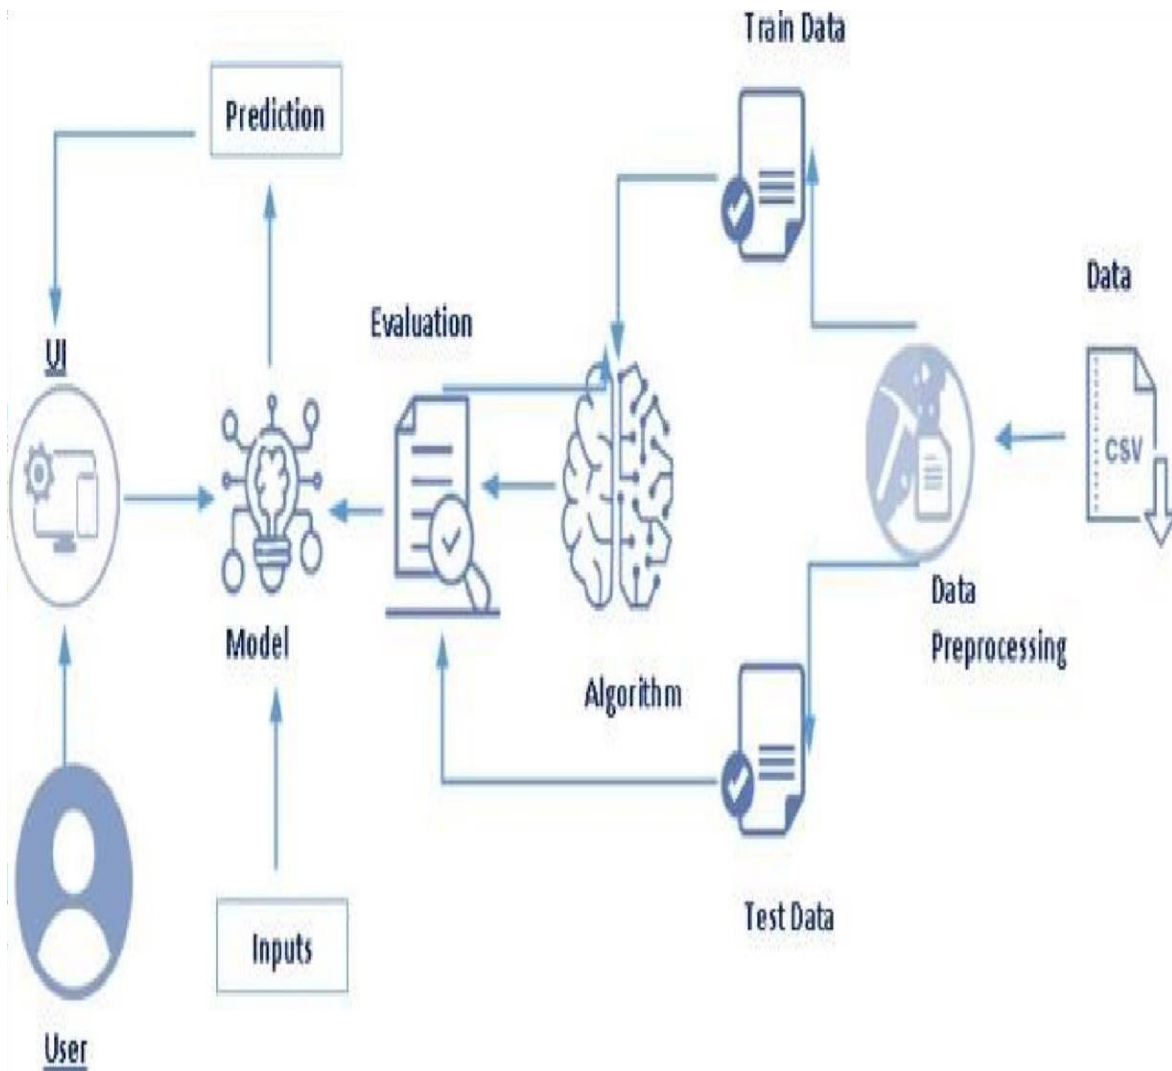 Train Data
Prediction
Data
Evaluation
UI
CSV
Data
Preprocessing
Model
Algorithm
Test Data
Inputs
User